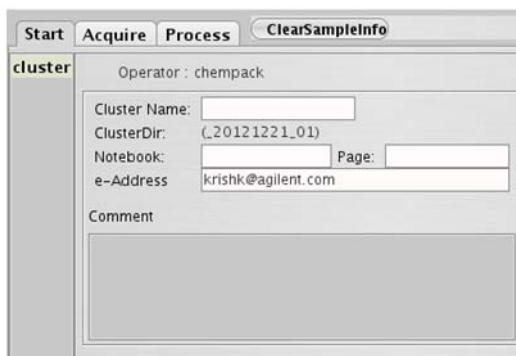 Start Acquire Process ClearSampleInfo
cluster
Operator : chempack
Cluster Name:
ClusterDir: (_20121221_01)
Notebook: Page:
e-Address krishk@agilent.com
Comment